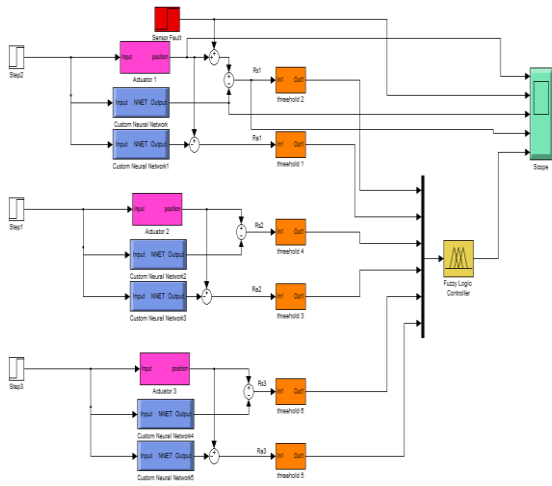 Sensor Fault
Step2
Input position
Actuator 1
Rs1
In1 Out1
threshold 2
Input NNET Output
Custom Neural Network
Input NNET Output
Custom Neural Network1
Ra1
In1 Out1
threshold 1
Scope
Step1
Input position
Actuator 2
Rs2
In1 Out1
threshold 4
Input NNET Output
Custom Neural Network2
Input NNET Output
Custom Neural Network3
Ra2
In1 Out1
threshold 3
Fuzzy Logic
Controller
Step3
Input position
Actuator 3
Rs3
In1 Out1
threshold 6
Input NNET Output
Custom Neural Network4
Input NNET Output
Custom Neural Network5
Ra3
In1 Out1
threshold 5